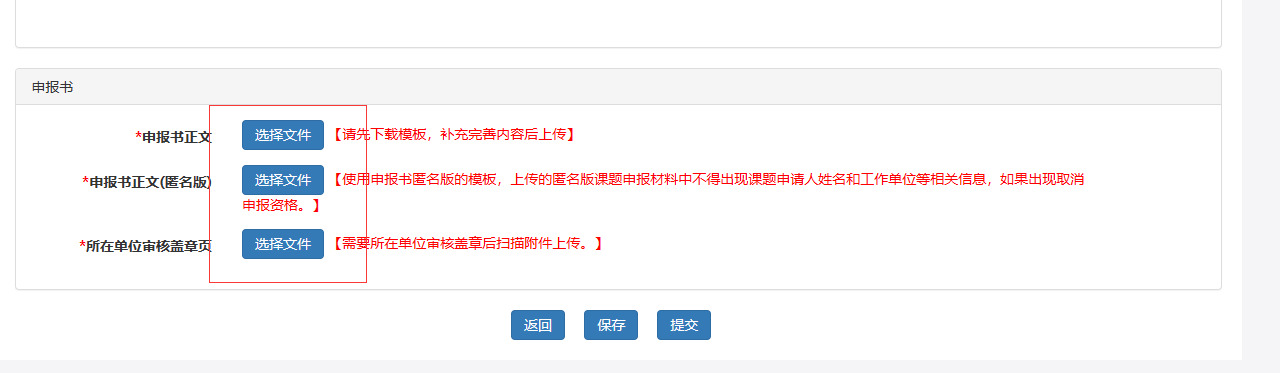 申报书
*申报书正文 选择文件 【请先下载模板，补充完善内容后上传】
*申报书正文(匿名版) 选择文件 【使用申报书匿名版的模板，上传的匿名版课题申报材料中不得出现课题申请人姓名和工作单位等相关信息，如果出现取消
申报资格。】
*所在单位审核盖章页 选择文件 【需要所在单位审核盖章后扫描附件上传。】
返回 保存 提交